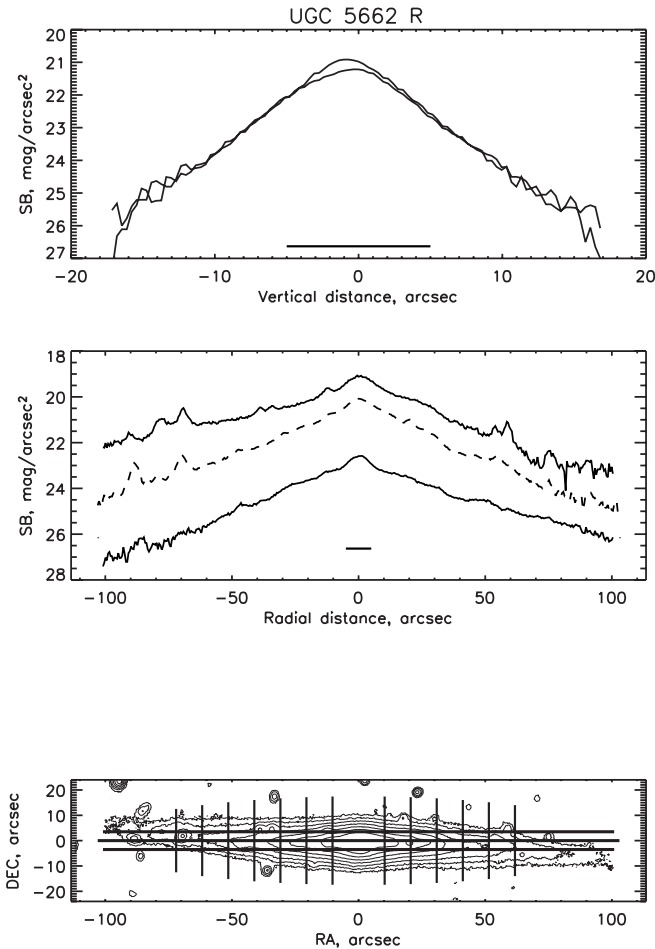 UGC 5662 R
20
21
22
23
24
25
26
27
SB, mag/arcsec²
−20 −10 0 10 20
Vertical distance, arcsec
18
20
22
24
26
28
SB, mag/arcsec²
−100 −50 0 50 100
Radial distance, arcsec
20
10
0
−10
−20
DEC, arcsec
−100 −50 0 50 100
RA, arcsec